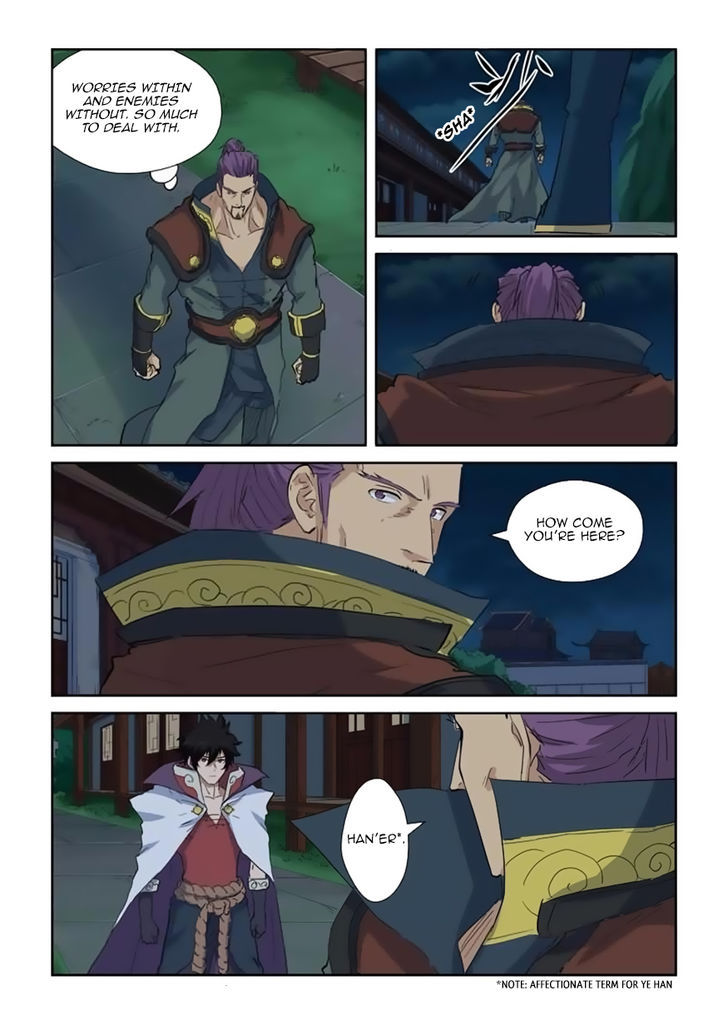 WORRIES WITHIN
AND ENEMIES
WITHOUT. SO MUCH
TO DEAL WITH.
*SHA*
HOW COME
YOU'RE HERE?
HAN'ER*.
*NOTE: AFFECTIONATE TERM FOR YE HAN